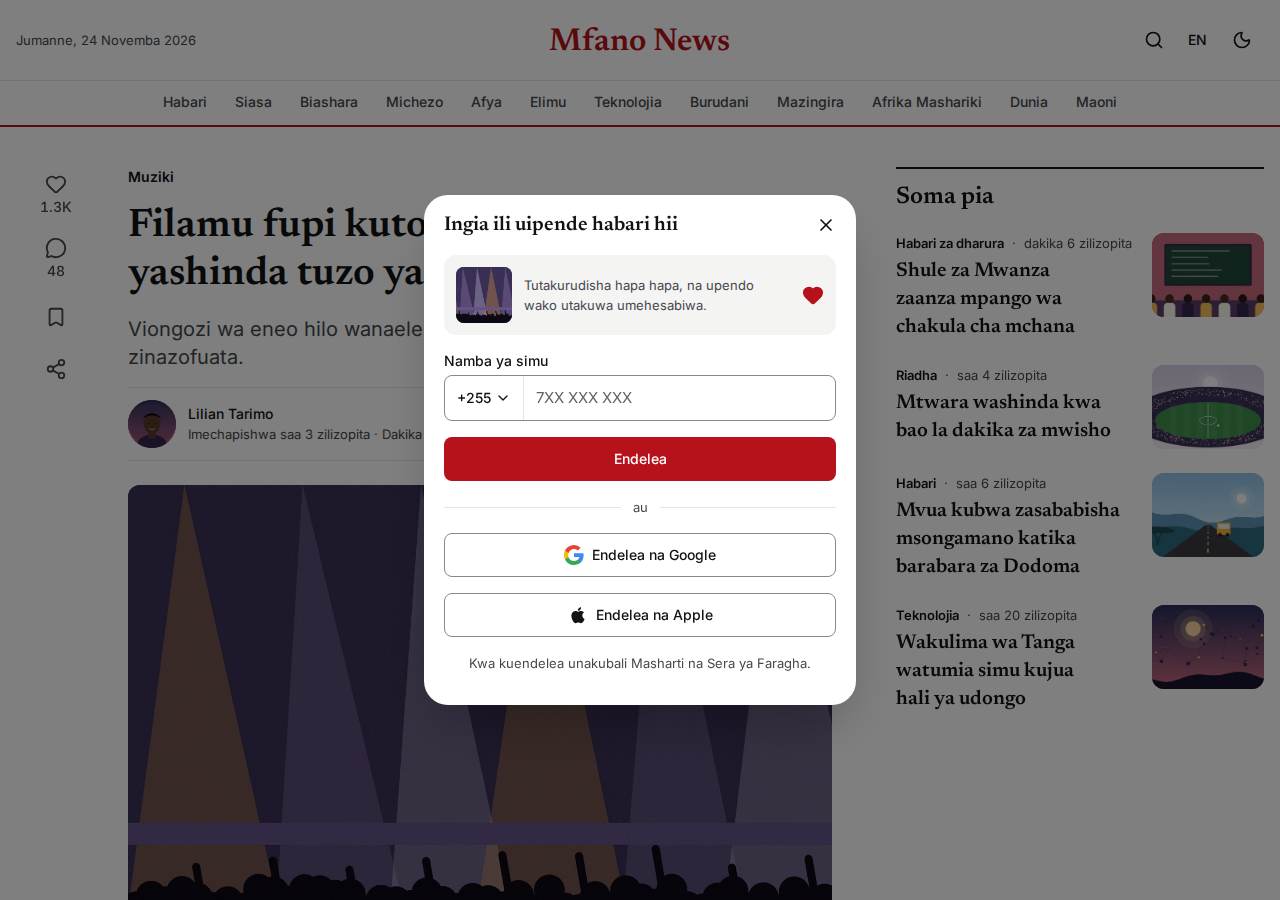 Jumanne, 24 Novemba 2026
Mfano News
EN
Habari Siasa Biashara Michezo Afya Elimu Teknolojia Burudani Mazingira Afrika Mashariki Dunia Maoni
1.3K
48
Muziki
Filamu fupi kuto
yashinda tuzo ya
Viongozi wa eneo hilo wanaele
zinazofuata.
Lilian Tarimo
Imechapishwa saa 3 zilizopita · Dakika
Ingia ili uipende habari hii
Tutakurudisha hapa hapa, na upendo
wako utakuwa umehesabiwa.
Namba ya simu
+255 7XX XXX XXX
Endelea
au
Endelea na Google
Endelea na Apple
Kwa kuendelea unakubali Masharti na Sera ya Faragha.
Soma pia
Habari za dharura · dakika 6 zilizopita
Shule za Mwanza
zaanza mpango wa
chakula cha mchana
Riadha · saa 4 zilizopita
Mtwara washinda kwa
bao la dakika za mwisho
Habari · saa 6 zilizopita
Mvua kubwa zasababisha
msongamano katika
barabara za Dodoma
Teknolojia · saa 20 zilizopita
Wakulima wa Tanga
watumia simu kujua
hali ya udongo